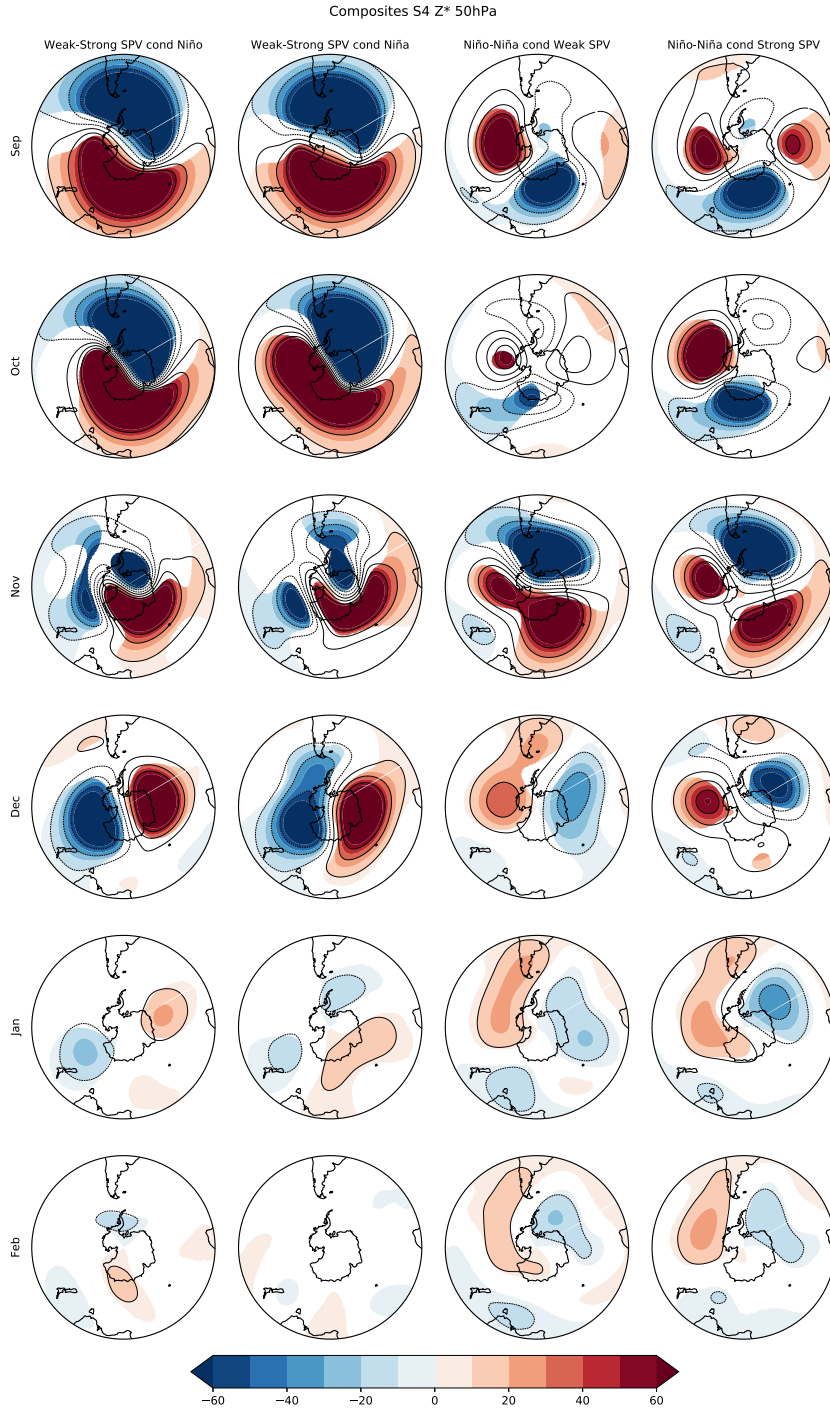 Composites S4 Z* 50hPa
Weak-Strong SPV cond Niño
Weak-Strong SPV cond Niña
Niño-Niña cond Weak SPV
Niño-Niña cond Strong SPV
Sep
Oct
Nov
Dec
Jan
Feb
−60 −40 −20 0 20 40 60